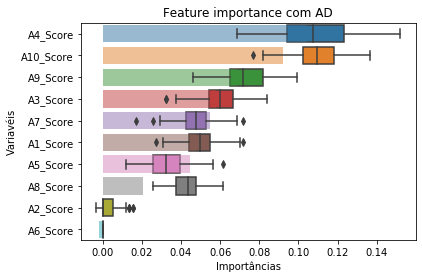 Feature importance com AD
Variavéis
A4_Score
A10_Score
A9_Score
A3_Score
A7_Score
A1_Score
A5_Score
A8_Score
A2_Score
A6_Score
0.00 0.02 0.04 0.06 0.08 0.10 0.12 0.14
Importâncias